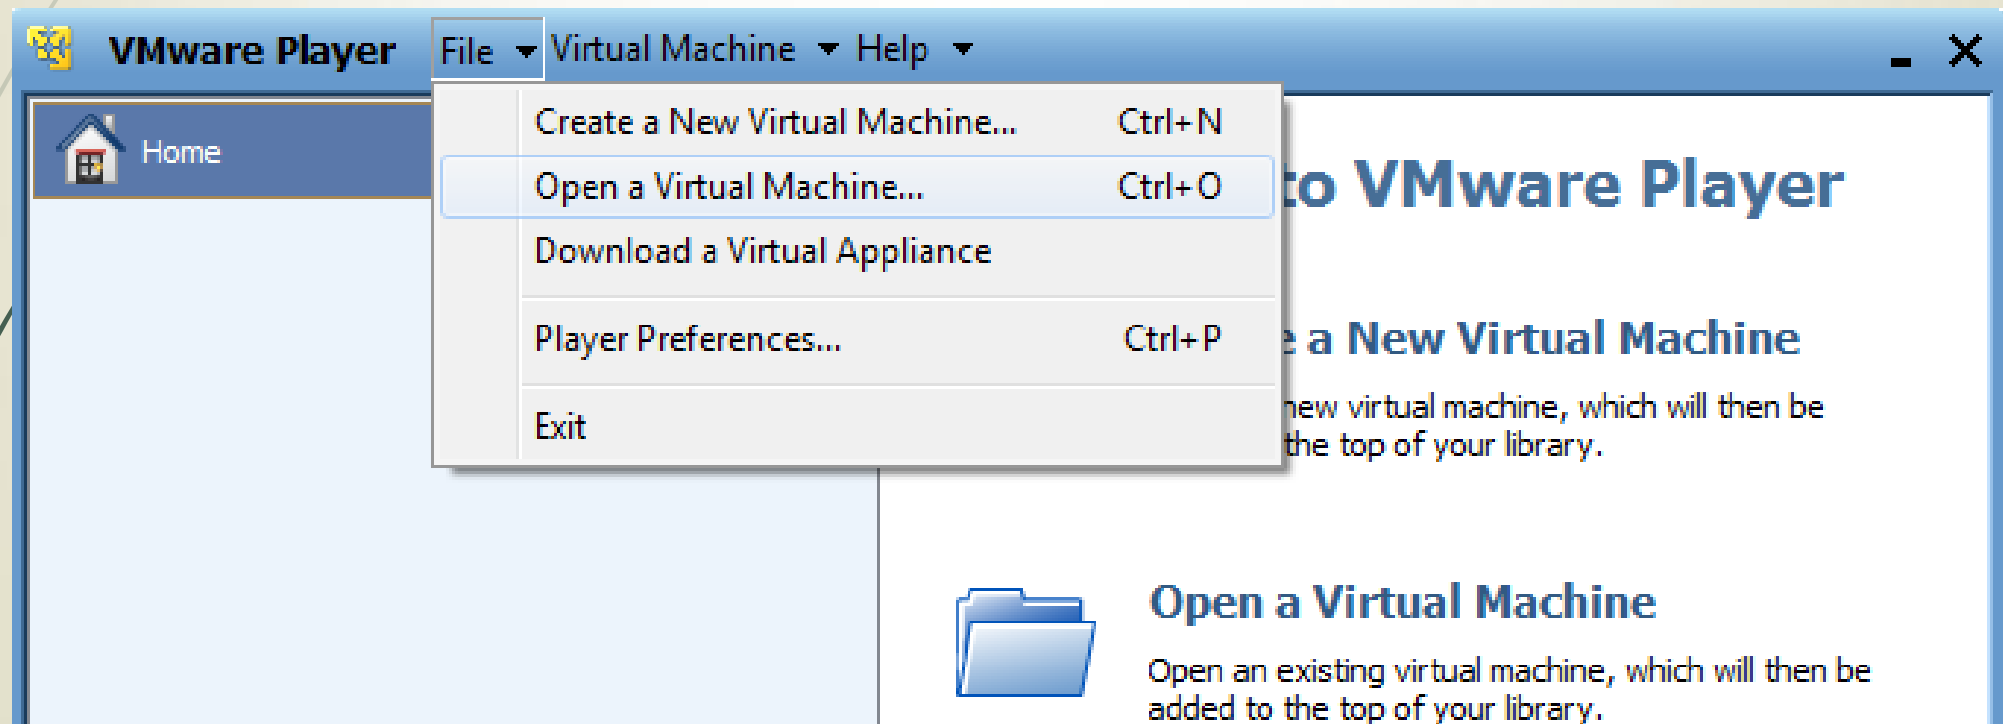 VMware Player File Virtual Machine Help
Home
Create a New Virtual Machine... Ctrl+N
Open a Virtual Machine... Ctrl+O
Download a Virtual Appliance
Player Preferences... Ctrl+P
Exit
to VMware Player
a New Virtual Machine
new virtual machine, which will then be
the top of your library.
Open a Virtual Machine
Open an existing virtual machine, which will then be
added to the top of your library.